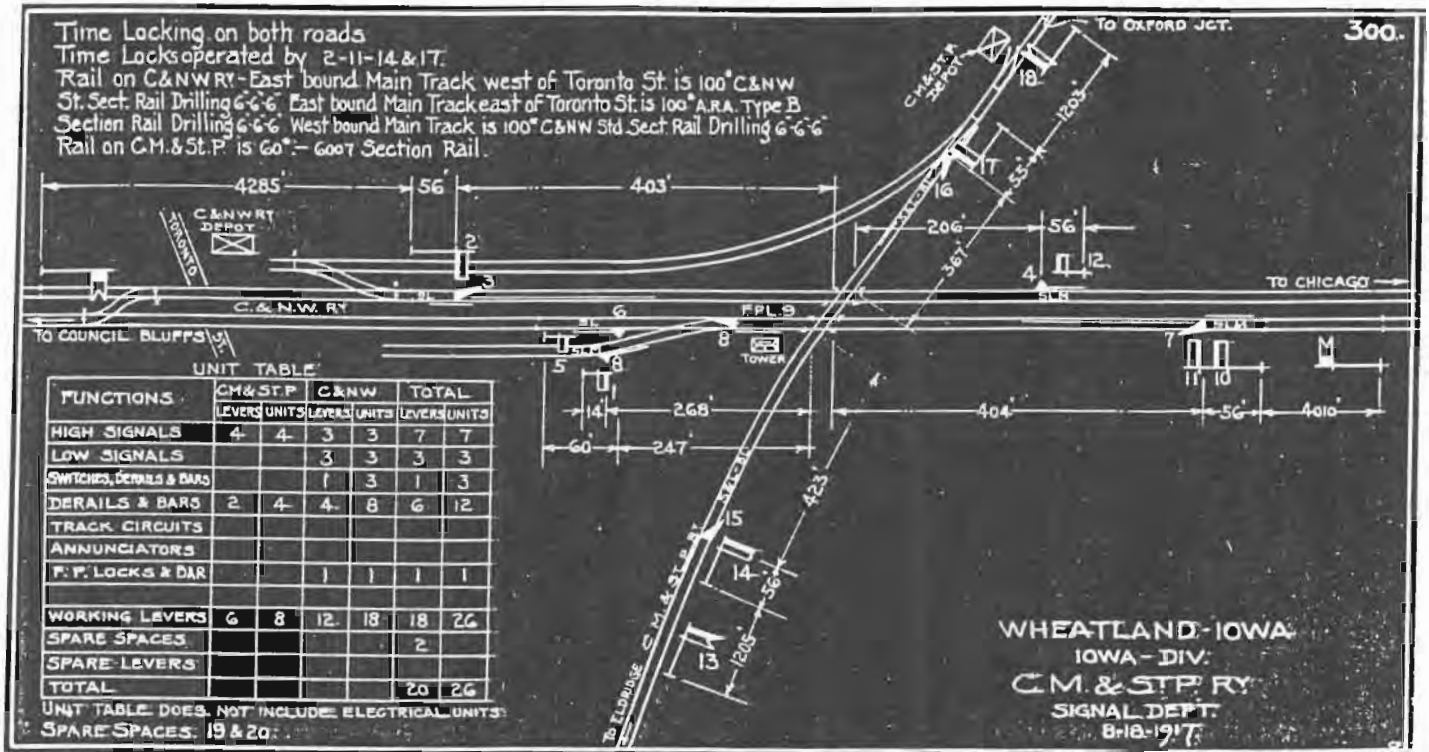 Time Locking on both roads
Time Locks operated by 2-11-14 & 17.
Rail on C&NW RY-East bound Main Track west of Toronto St. is 100# C&NW
St. Sect. Rail Drilling 6-6-6 East bound Main Track east of Toronto St. is 100# A.R.A. Type B
Section Rail Drilling 6-6-6 West bound Main Track is 100# C&NW Std Sect. Rail Drilling 6-6-6
Rail on C.M.&St.P is 60#-6007 Section Rail.
300.
TO OXFORD JCT.
C.M.&ST.P.
DEPOT
18
1203'
17
55'
16
367'
4285'
56'
403'
206'
56'
C&NW RY
DEPOT
TORONTO
ST.
2
3
4
12
SLM
TO CHICAGO
C.&N.W. RY
TO COUNCIL BLUFFS
6
F.P.L. 9
SL
SLM
5
8
8
TOWER
1
7
SLM
11
10
M
14'
268'
404'
56'
4010'
60'
247'
423'
15
14
56'
13
1205'
C.M.&ST.P RY
TO ELDRIDGE
UNIT TABLE
FUNCTIONS CM&ST.P C&NW TOTAL
LEVERS UNITS LEVERS UNITS LEVERS UNITS
HIGH SIGNALS 4 4 3 3 7 7
LOW SIGNALS 3 3 3 3
SWITCHES, DERAILS & BARS 1 3 1 3
DERAILS & BARS 2 4 4 8 6 12
TRACK CIRCUITS
ANNUNCIATORS
F.P. LOCKS & BAR 1 1 1 1
WORKING LEVERS 6 8 12 18 18 26
SPARE SPACES 2
SPARE LEVERS
TOTAL 20 26
UNIT TABLE DOES NOT INCLUDE ELECTRICAL UNITS
SPARE SPACES 19 & 20.
WHEATLAND-IOWA
IOWA-DIV.
C.M.&ST.P. RY
SIGNAL DEPT.
8-18-1917.